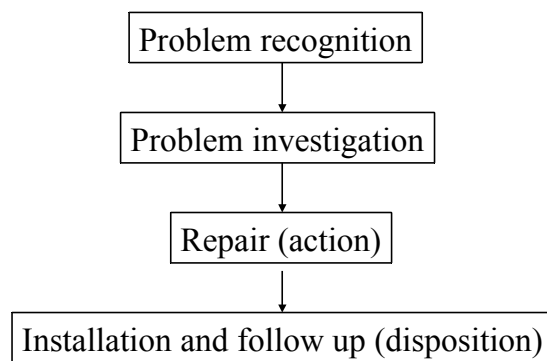 Problem recognition
Problem investigation
Repair (action)
Installation and follow up (disposition)